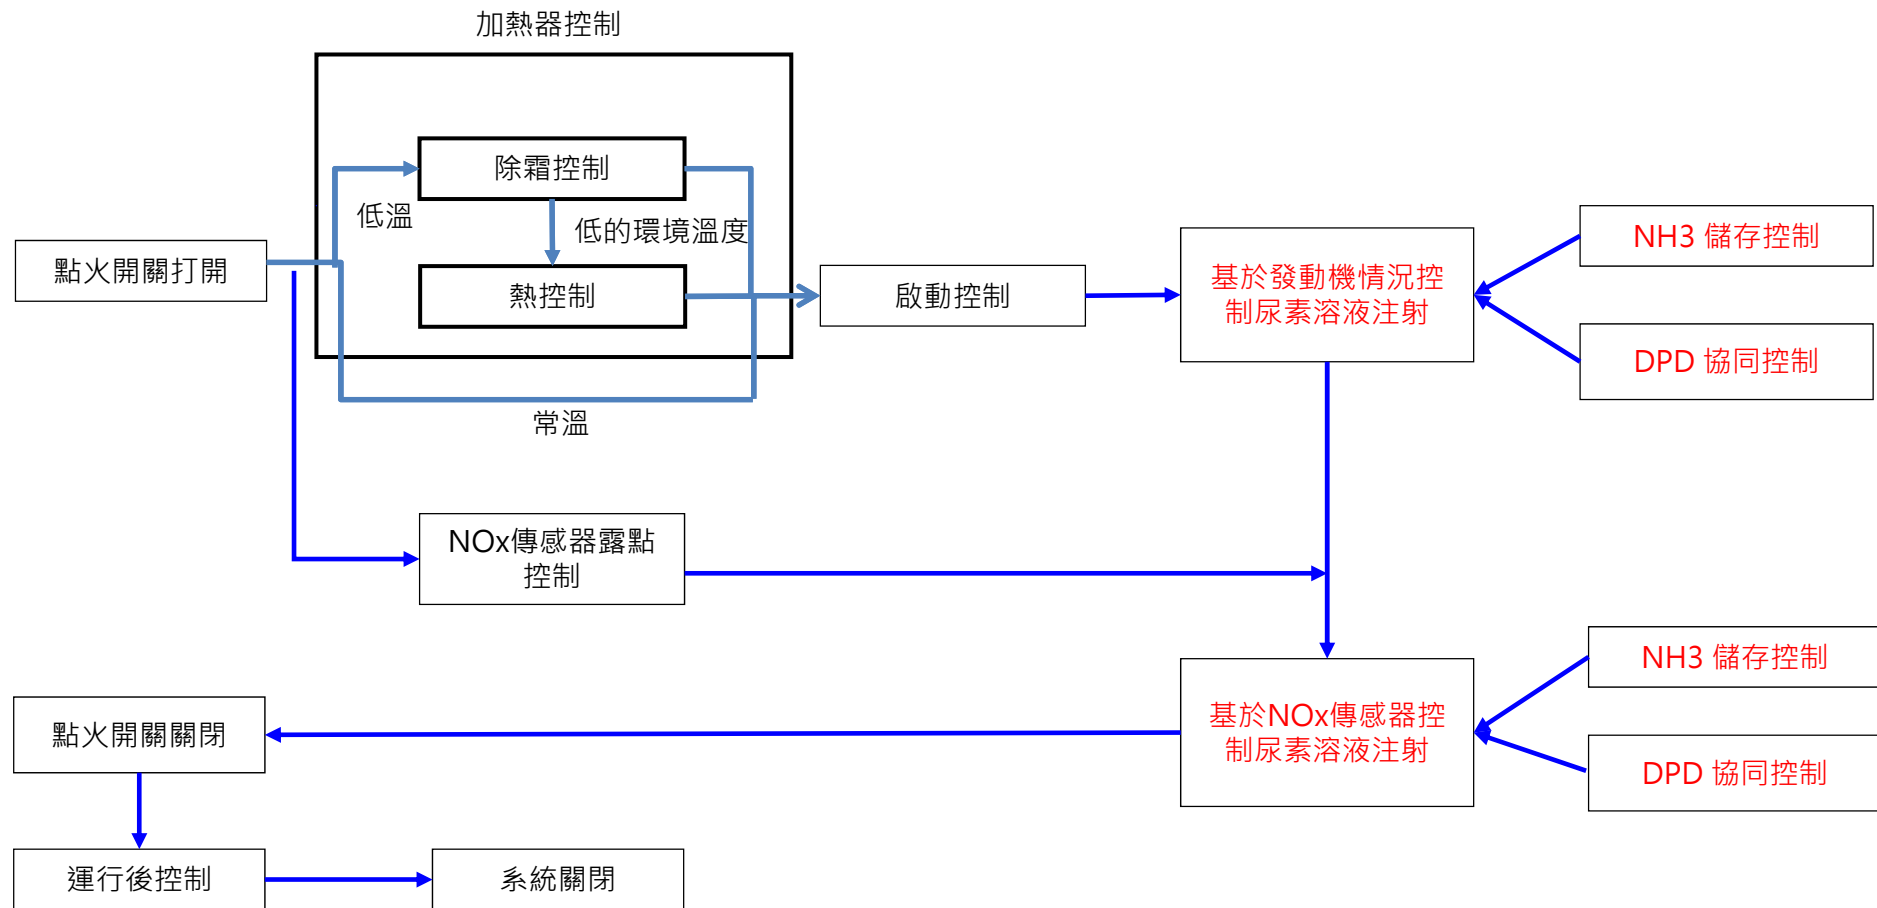 加熱器控制
除霜控制
低溫
低的環境溫度
點火開關打開
熱控制
啟動控制
基於發動機情況控
制尿素溶液注射
NH3 儲存控制
DPD 協同控制
常溫
NOx傳感器露點
控制
基於NOx傳感器控
制尿素溶液注射
NH3 儲存控制
DPD 協同控制
點火開關關閉
運行後控制
系統關閉